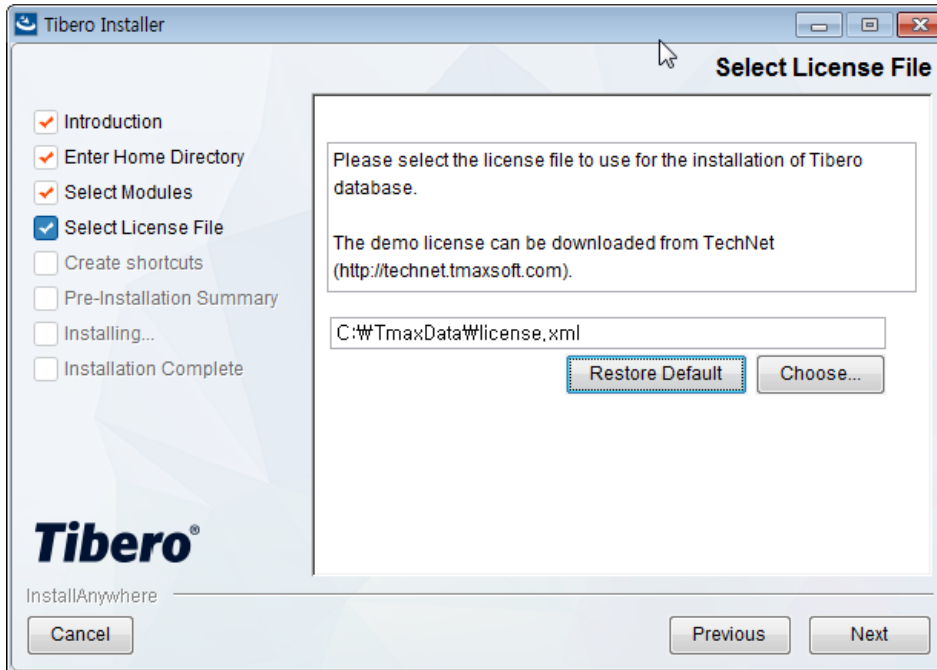 Tibero Installer
Select License File
Introduction
Enter Home Directory
Select Modules
Select License File
Create shortcuts
Pre-Installation Summary
Installing...
Installation Complete
Please select the license file to use for the installation of Tibero
database.
The demo license can be downloaded from TechNet
(http://technet.tmaxsoft.com).
C:₩TmaxData₩license.xml
Restore Default
Choose...
Tibero®
InstallAnywhere
Cancel
Previous
Next